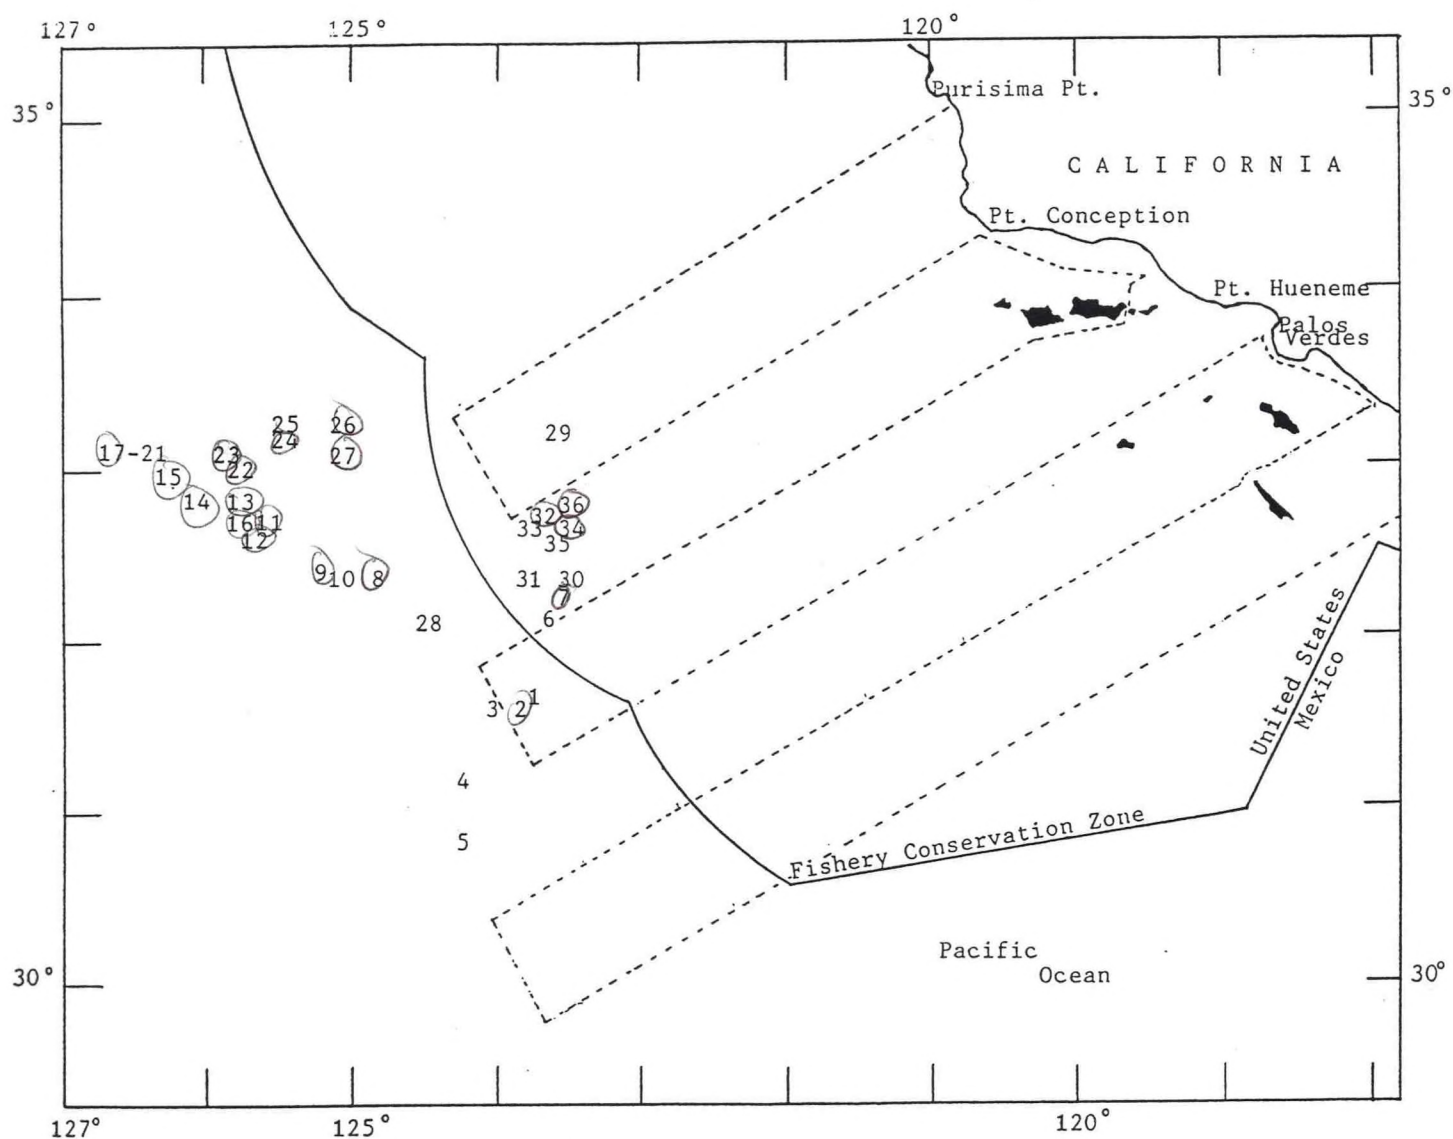 127° 125° 120°
Purisima Pt.
35° 35°
CALIFORNIA
Pt. Conception
Pt. Hueneme
Palos
Verdes
25 26
29
24
17-21 23 27
22
15
14 13 36
32
16 11 33 34
12 35
9 10 8 31 30
7
28 6
1
3 2
United States
Mexico
4
5
Fishery Conservation Zone
Pacific
Ocean
30° 30°
127° 125° 120°